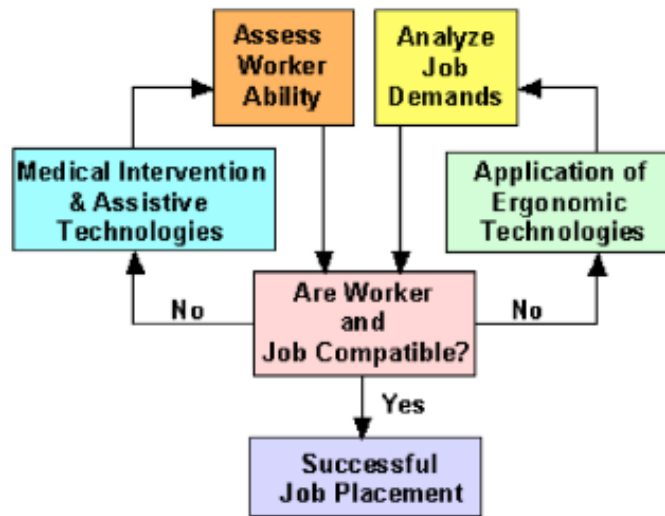 Assess
Worker
Ability
Analyze
Job
Demands
Medical Intervention
& Assistive
Technologies
Application of
Ergonomic
Technologies
Are Worker
and
Job Compatible?
No
No
Yes
Successful
Job Placement